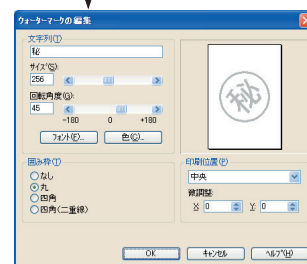 ウォーターマークの編集
文字列(T)
秘
サイズ(S):
256
回転角度(G):
45
-180 0 +180
フォント(F)... 色(C)...
囲み枠(I)
なし
丸
四角
四角(二重線)
秘
印刷位置(P)
中央
微調整:
X 0 Y 0
OK キャンセル ヘルプ(H)